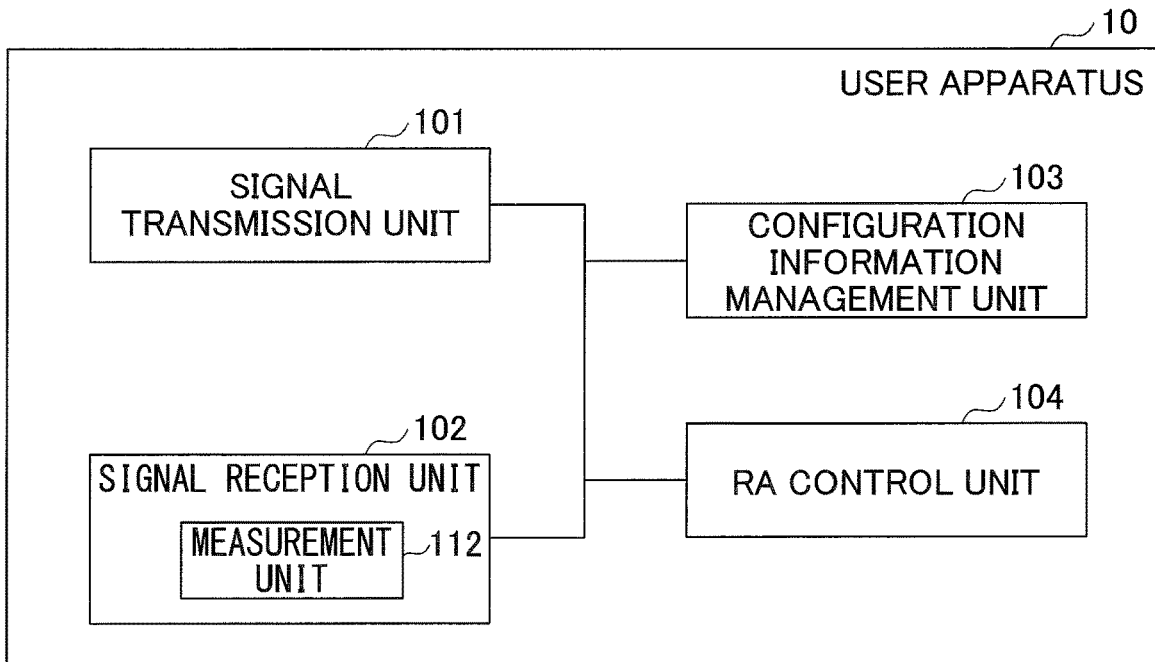 10
USER APPARATUS
101
SIGNAL
TRANSMISSION UNIT
103
CONFIGURATION
INFORMATION
MANAGEMENT UNIT
102
SIGNAL RECEPTION UNIT
MEASUREMENT
UNIT
112
104
RA CONTROL UNIT